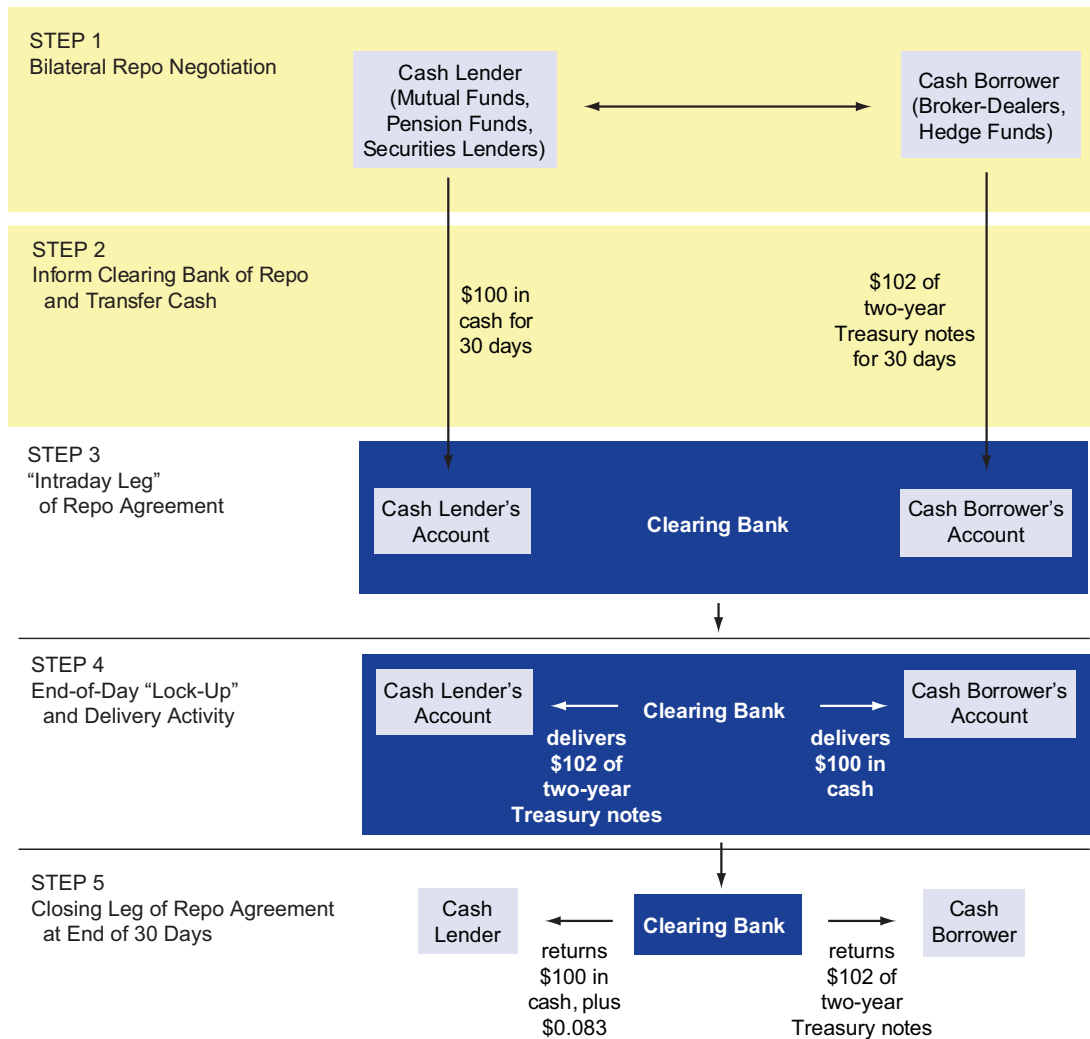 STEP 1
Bilateral Repo Negotiation
Cash Lender
(Mutual Funds,
Pension Funds,
Securities Lenders)
Cash Borrower
(Broker-Dealers,
Hedge Funds)
STEP 2
Inform Clearing Bank of Repo
and Transfer Cash
$100 in
cash for
30 days
$102 of
two-year
Treasury notes
for 30 days
STEP 3
“Intraday Leg”
of Repo Agreement
Cash Lender’s
Account
Clearing Bank
Cash Borrower’s
Account
STEP 4
End-of-Day “Lock-Up”
and Delivery Activity
Cash Lender’s
Account
Clearing Bank
Cash Borrower’s
Account
delivers
$102 of
two-year
Treasury notes
delivers
$100 in
cash
STEP 5
Closing Leg of Repo Agreement
at End of 30 Days
Cash
Lender
Clearing Bank
Cash
Borrower
returns
$100 in
cash, plus
$0.083
returns
$102 of
two-year
Treasury notes